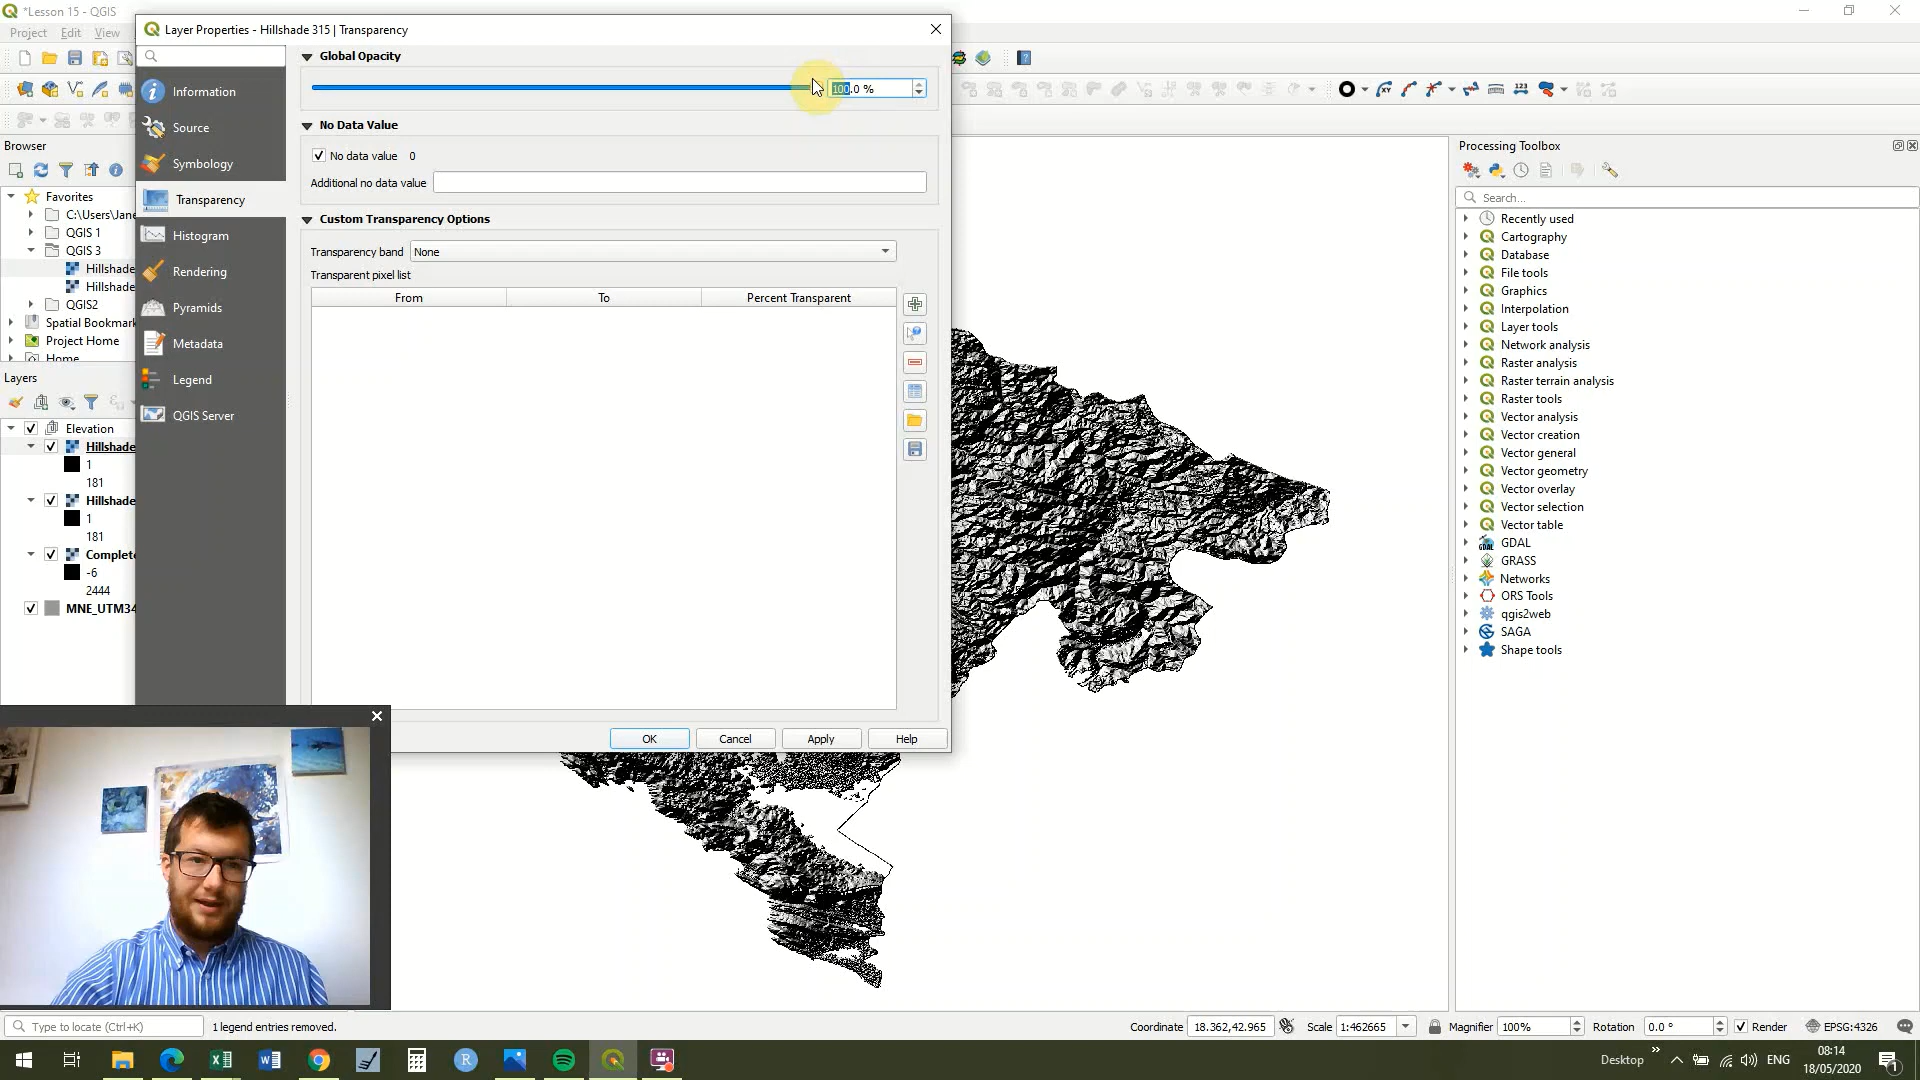 *Lesson 15 - QGIS
Project Edit View
Layer Properties - Hillshade 315 | Transparency
Information
Source
Symbology
Transparency
Histogram
Rendering
Pyramids
Metadata
Legend
QGIS Server
Global Opacity
100.0 %
No Data Value
No data value 0
Additional no data value
Custom Transparency Options
Transparency band None
Transparent pixel list
From To Percent Transparent
OK Cancel Apply Help
Browser
Favorites
C:\Users\Jane
QGIS 1
QGIS 3
Hillshade
Hillshade
QGIS2
Spatial Bookmark
Project Home
Home
Layers
Elevation
Hillshade
1
181
Hillshade
1
181
Complete
-6
2444
MNE_UTM34
Processing Toolbox
Search...
Recently used
Cartography
Database
File tools
Graphics
Interpolation
Layer tools
Network analysis
Raster analysis
Raster terrain analysis
Raster tools
Vector analysis
Vector creation
Vector general
Vector geometry
Vector overlay
Vector selection
Vector table
GDAL
GRASS
Networks
ORS Tools
qgis2web
SAGA
Shape tools
Type to locate (Ctrl+K) 1 legend entries removed. Coordinate 18.362,42.965 Scale 1:462665 Magnifier 100% Rotation 0.0 ° Render EPSG:4326
Desktop ENG 08:14
18/05/2020